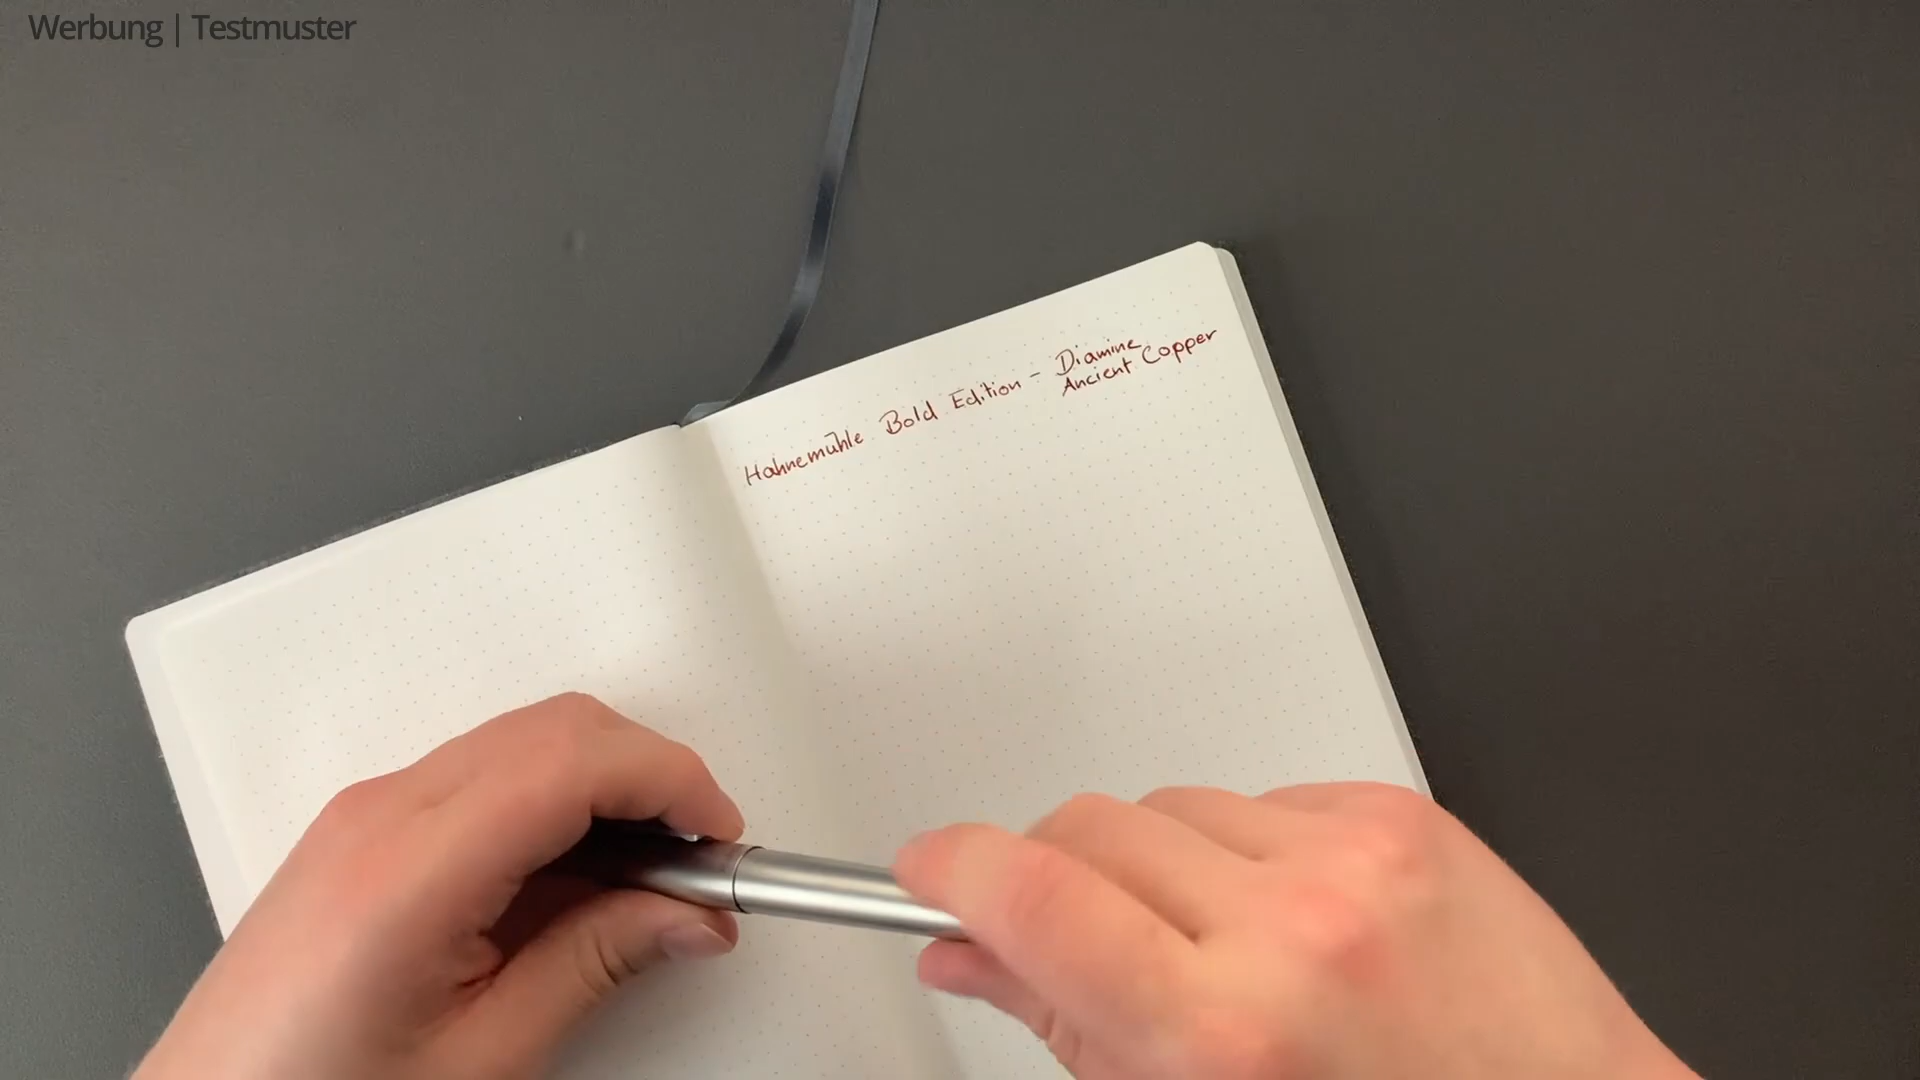 Werbung | Testmuster
Hahnemühle Bold Edition - Diamine
Ancient Copper